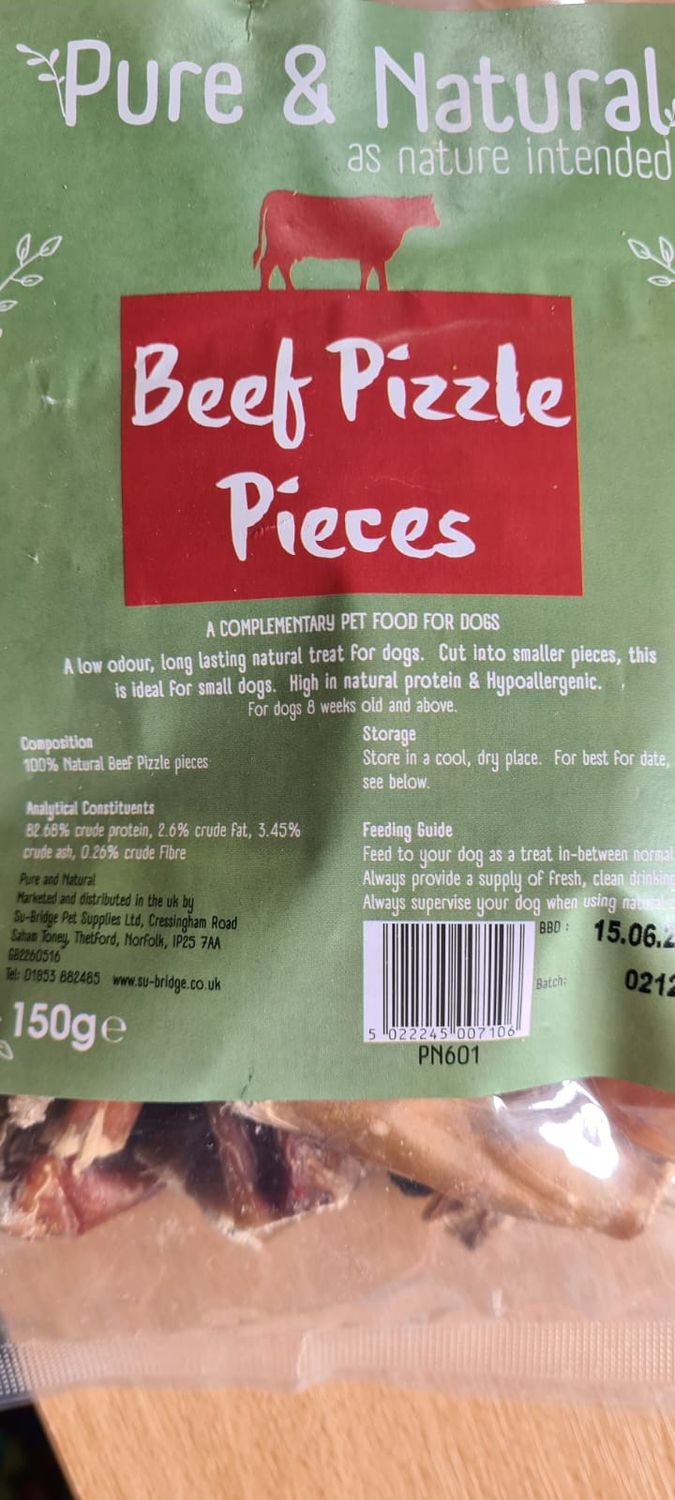 Pure & Natural
as nature intended
Beef Pizzle
Pieces
A COMPLEMENTARY PET FOOD FOR DOGS
A low odour, long lasting natural treat for dogs. Cut into smaller pieces, this
is ideal for small dogs. High in natural protein & Hypoallergenic.
For dogs 8 weeks old and above.
Composition
100% Natural Beef Pizzle pieces
Analytical Constituents
82.68% crude protein, 2.6% crude fat, 3.45%
crude ash, 0.26% crude Fibre
Pure and Natural
Marketed and distributed in the uk by
Su-Bridge Pet Supplies Ltd, Cressingham Road
Saham Toney, Thetford, Norfolk, IP25 7AA
GB2260516
Tel: 01953 882485 www.su-bridge.co.uk
150g e
Storage
Store in a cool, dry place. For best for date,
see below.
Feeding Guide
Feed to your dog as a treat in-between normal
Always provide a supply of fresh, clean drinking
Always supervise your dog when using natural
BBD : 15.06.2
Batch: 0212
5 022245 007106
PN601